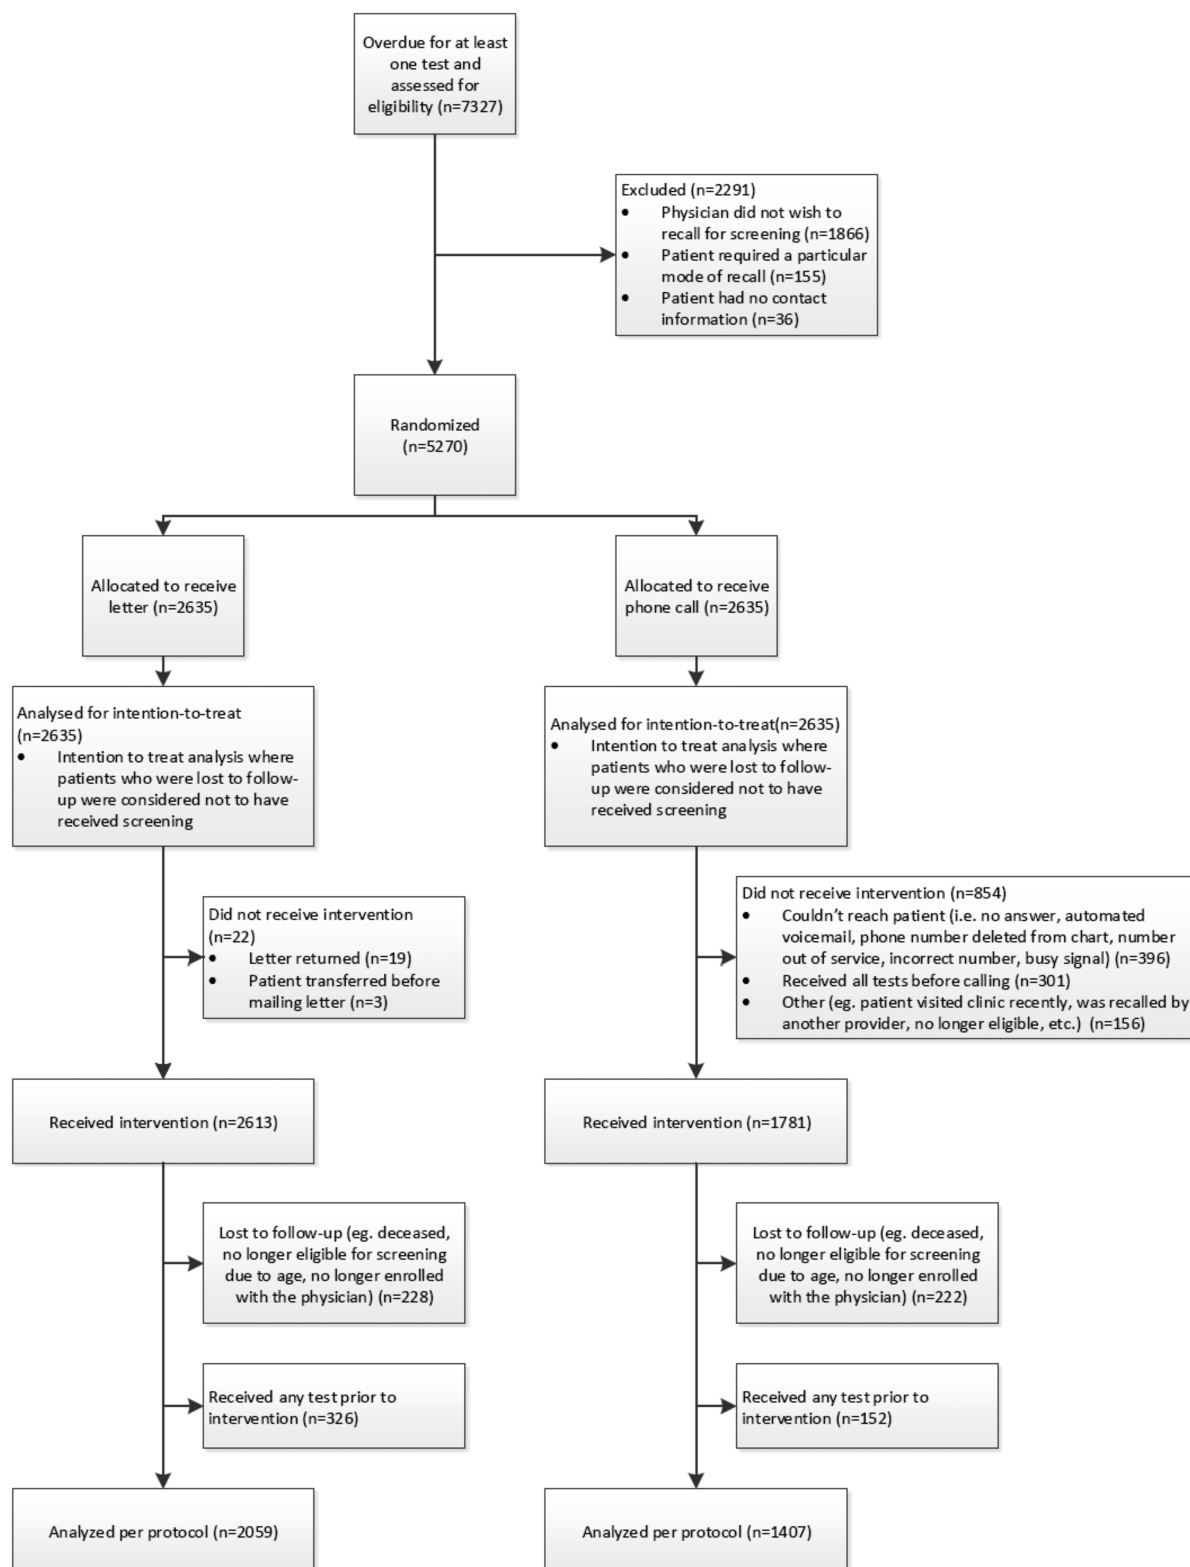 Overdue for at least
one test and
assessed for
eligibility (n=7327)
Excluded (n=2291)
• Physician did not wish to
recall for screening (n=1866)
• Patient required a particular
mode of recall (n=155)
• Patient had no contact
information (n=36)
Randomized
(n=5270)
Allocated to receive
letter (n=2635)
Allocated to receive
phone call (n=2635)
Analysed for intention-to-treat
(n=2635)
• Intention to treat analysis where
patients who were lost to follow-
up were considered not to have
received screening
Analysed for intention-to-treat(n=2635)
• Intention to treat analysis where
patients who were lost to follow-
up were considered not to have
received screening
Did not receive intervention
(n=22)
• Letter returned (n=19)
• Patient transferred before
mailing letter (n=3)
Did not receive intervention (n=854)
• Couldn’t reach patient (i.e. no answer, automated
voicemail, phone number deleted from chart, number
out of service, incorrect number, busy signal) (n=396)
• Received all tests before calling (n=301)
• Other (eg. patient visited clinic recently, was recalled by
another provider, no longer eligible, etc.) (n=156)
Received intervention (n=2613)
Received intervention (n=1781)
Lost to follow-up (eg. deceased,
no longer eligible for screening
due to age, no longer enrolled
with the physician) (n=228)
Lost to follow-up (eg. deceased,
no longer eligible for screening
due to age, no longer enrolled
with the physician) (n=222)
Received any test prior to
intervention (n=326)
Received any test prior to
intervention (n=152)
Analyzed per protocol (n=2059)
Analyzed per protocol (n=1407)